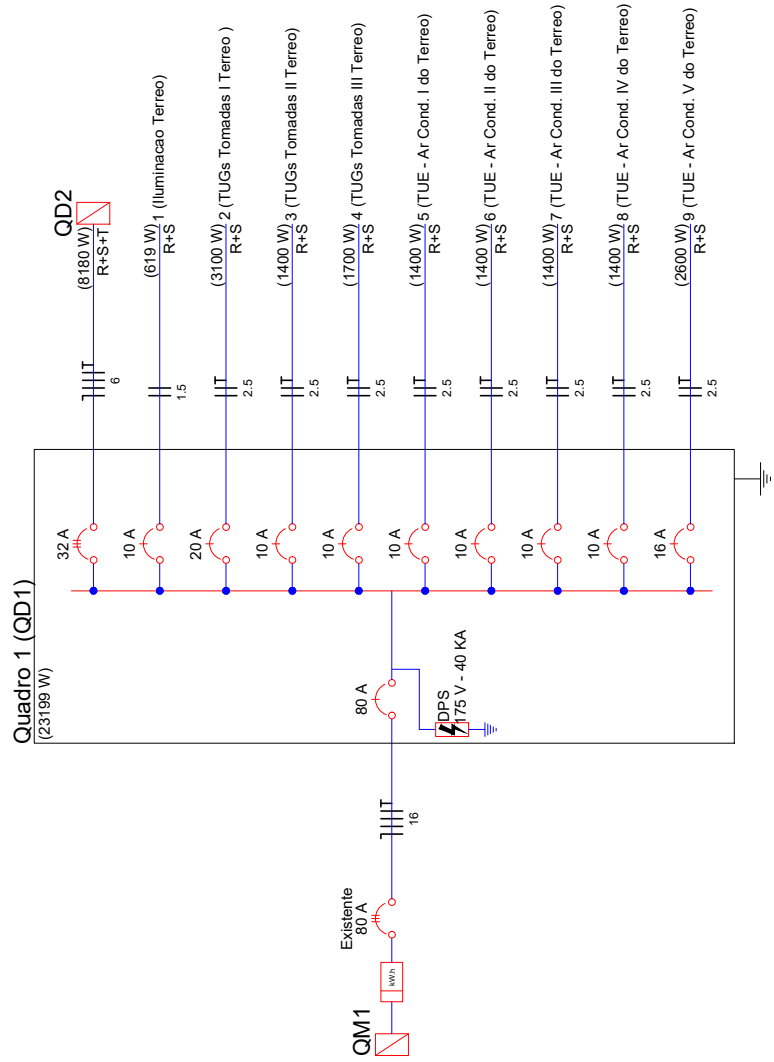 Quadro 1 (QD1)
(23199 W)
QM1
kW.h
Existente
80 A
16
80 A
DPS
175 V - 40 KA
32 A
6
(8180 W)
R+S+T
QD2
10 A
1.5
(619 W)
R+S
1 (Iluminacao Terreo)
20 A
2.5
(3100 W)
R+S
2 (TUGs Tomadas I Terreo )
10 A
2.5
(1400 W)
R+S
3 (TUGs Tomadas II Terreo)
10 A
2.5
(1700 W)
R+S
4 (TUGs Tomadas III Terreo)
10 A
2.5
(1400 W)
R+S
5 (TUE - Ar Cond. I do Terreo)
10 A
2.5
(1400 W)
R+S
6 (TUE - Ar Cond. II do Terreo)
10 A
2.5
(1400 W)
R+S
7 (TUE - Ar Cond. III do Terreo)
10 A
2.5
(1400 W)
R+S
8 (TUE - Ar Cond. IV do Terreo)
16 A
2.5
(2600 W)
R+S
9 (TUE - Ar Cond. V do Terreo)